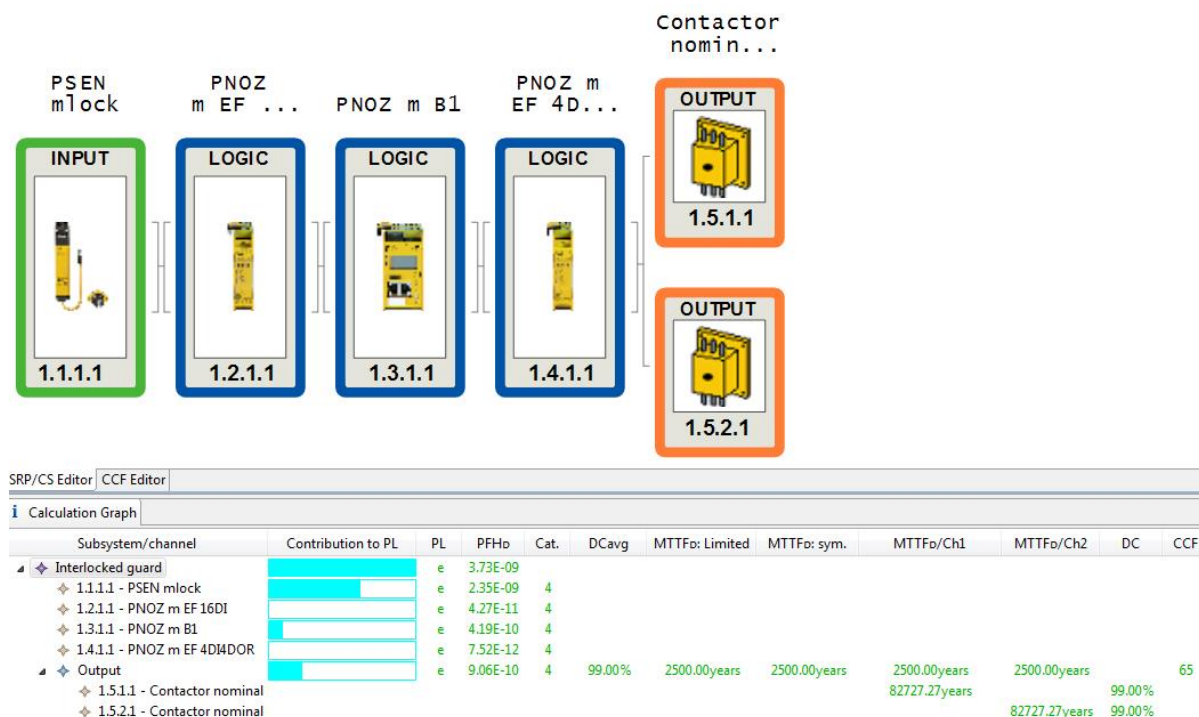 Contactor
nomin...
PSEN
mlock
PNOZ
m EF ...
PNOZ m B1
PNOZ m
EF 4D...
INPUT
1.1.1.1
LOGIC
1.2.1.1
LOGIC
1.3.1.1
LOGIC
1.4.1.1
OUTPUT
1.5.1.1
OUTPUT
1.5.2.1
SRP/CS Editor CCF Editor
i Calculation Graph
Subsystem/channel Contribution to PL PL PFHD Cat. DCavg MTTFD: Limited MTTFD: sym. MTTFD/Ch1 MTTFD/Ch2 DC CCF
Interlocked guard e 3.73E-09
1.1.1.1 - PSEN mlock e 2.35E-09 4
1.2.1.1 - PNOZ m EF 16DI e 4.27E-11 4
1.3.1.1 - PNOZ m B1 e 4.19E-10 4
1.4.1.1 - PNOZ m EF 4DI4DOR e 7.52E-12 4
Output e 9.06E-10 4 99.00% 2500.00years 2500.00years 2500.00years 2500.00years 65
1.5.1.1 - Contactor nominal 82727.27years 99.00%
1.5.2.1 - Contactor nominal 82727.27years 99.00%